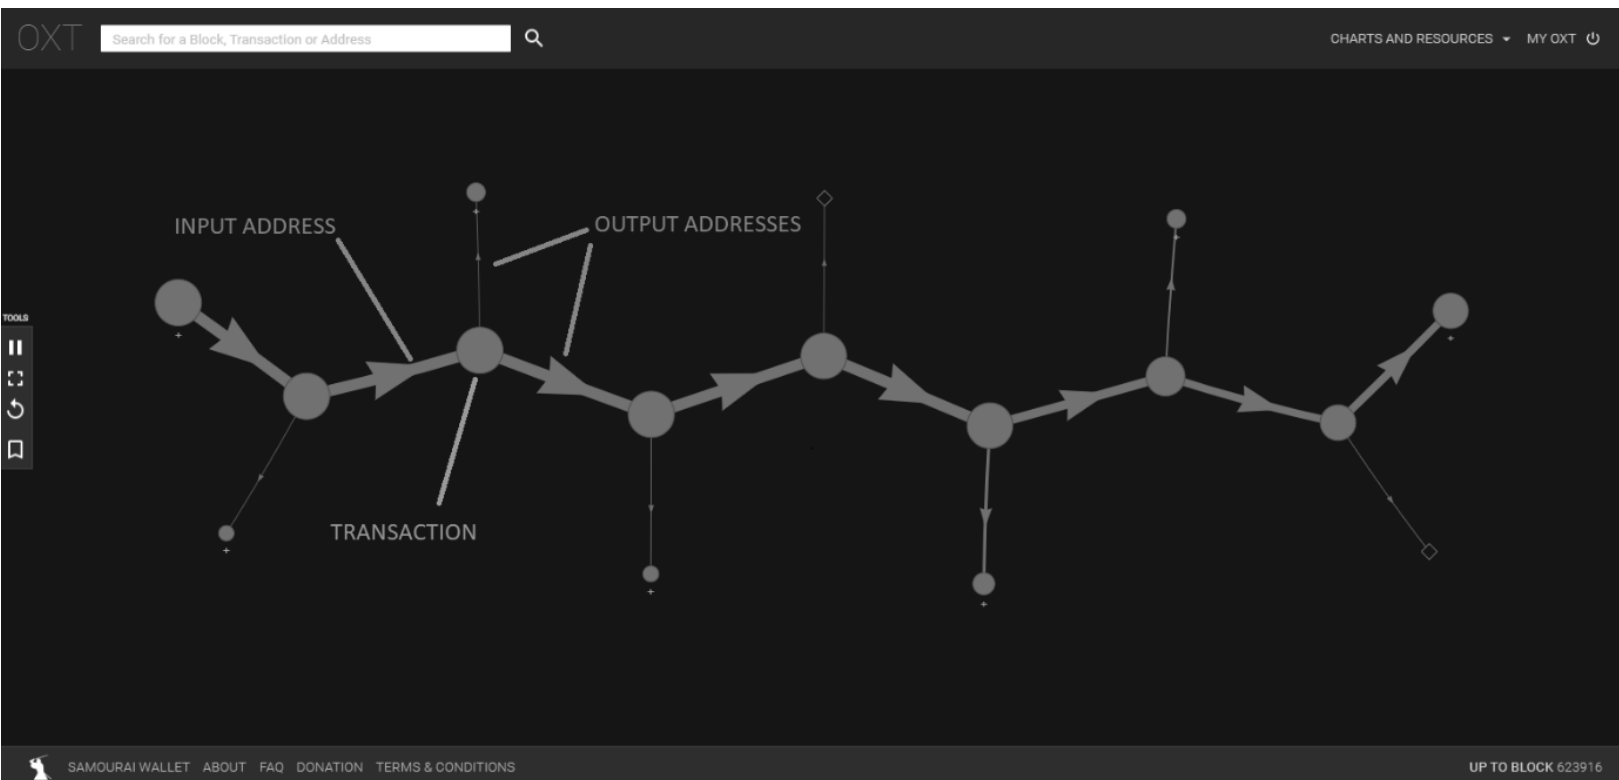 OXT
Search for a Block, Transaction or Address
CHARTS AND RESOURCES
MY OXT
INPUT ADDRESS
OUTPUT ADDRESSES
TOOLS
TRANSACTION
SAMOURAI WALLET ABOUT FAQ DONATION TERMS & CONDITIONS
UP TO BLOCK 623916